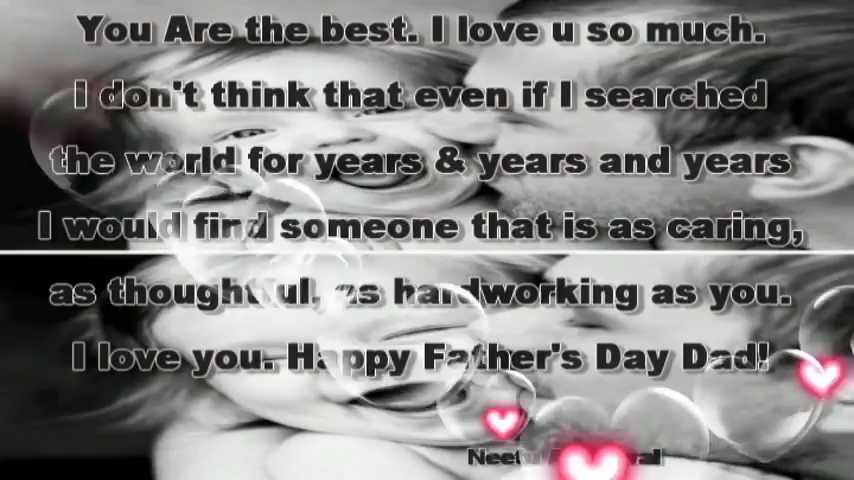 You Are the best. I love u so much.
I don't think that even if I searched
the world for years & years and years
I would find someone that is as caring,
as thoughtful, as hardworking as you.
I love you. Happy Father's Day Dad!